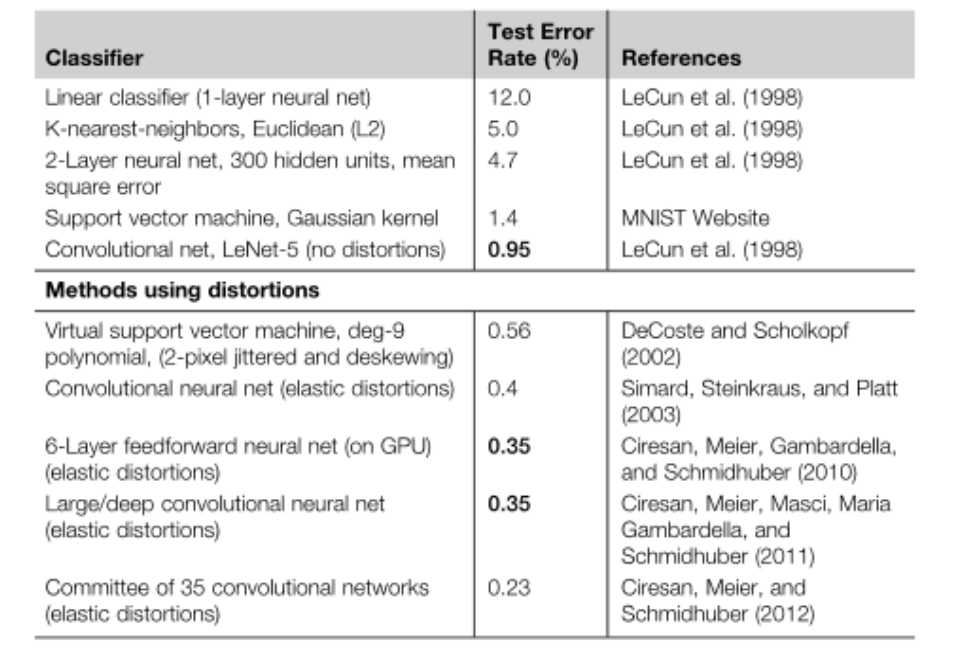 Classifier Test Error Rate (%) References
Linear classifier (1-layer neural net) 12.0 LeCun et al. (1998)
K-nearest-neighbors, Euclidean (L2) 5.0 LeCun et al. (1998)
2-Layer neural net, 300 hidden units, mean 4.7 LeCun et al. (1998)
square error
Support vector machine, Gaussian kernel 1.4 MNIST Website
Convolutional net, LeNet-5 (no distortions) 0.95 LeCun et al. (1998)
Methods using distortions
Virtual support vector machine, deg-9 0.56 DeCoste and Scholkopf
polynomial, (2-pixel jittered and deskewing) (2002)
Convolutional neural net (elastic distortions) 0.4 Simard, Steinkraus, and Platt
(2003)
6-Layer feedforward neural net (on GPU) 0.35 Ciresan, Meier, Gambardella,
(elastic distortions) and Schmidhuber (2010)
Large/deep convolutional neural net 0.35 Ciresan, Meier, Masci, Maria
(elastic distortions) Gambardella, and
Schmidhuber (2011)
Committee of 35 convolutional networks 0.23 Ciresan, Meier, and
(elastic distortions) Schmidhuber (2012)